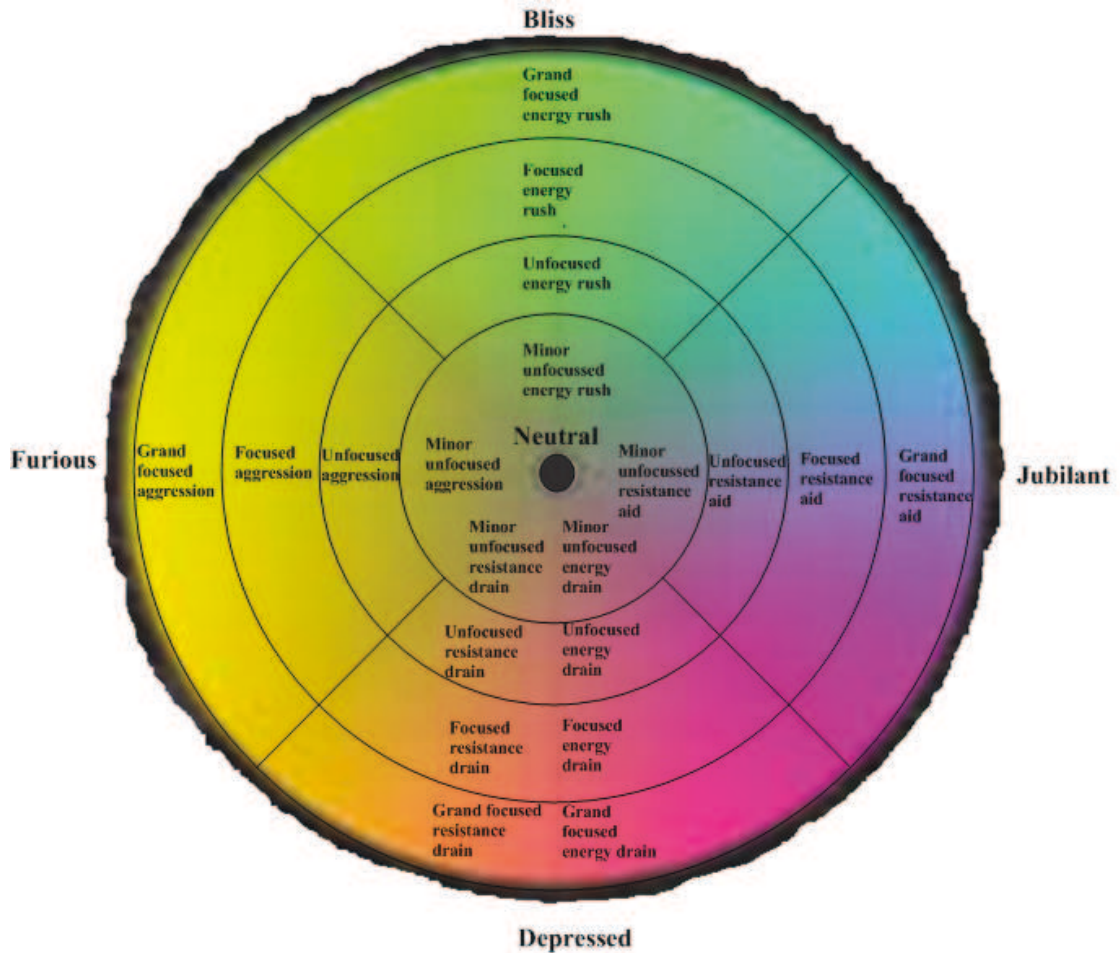 Bliss
Grand
focused
energy rush
Focused
energy
rush
Unfocused
energy rush
Minor
unfocussed
energy rush
Neutral
Furious
Grand
focused
aggression
Focused
aggression
Unfocused
aggression
Minor
unfocused
aggression
Minor
unfocussed
resistance
aid
Unfocused
resistance
aid
Focused
resistance
aid
Grand
focused
resistance
aid
Jubilant
Minor
unfocused
resistance
drain
Minor
unfocused
energy
drain
Unfocused
resistance
drain
Unfocused
energy
drain
Focused
resistance
drain
Focused
energy
drain
Grand focused
resistance
drain
Grand
focused
energy drain
Depressed